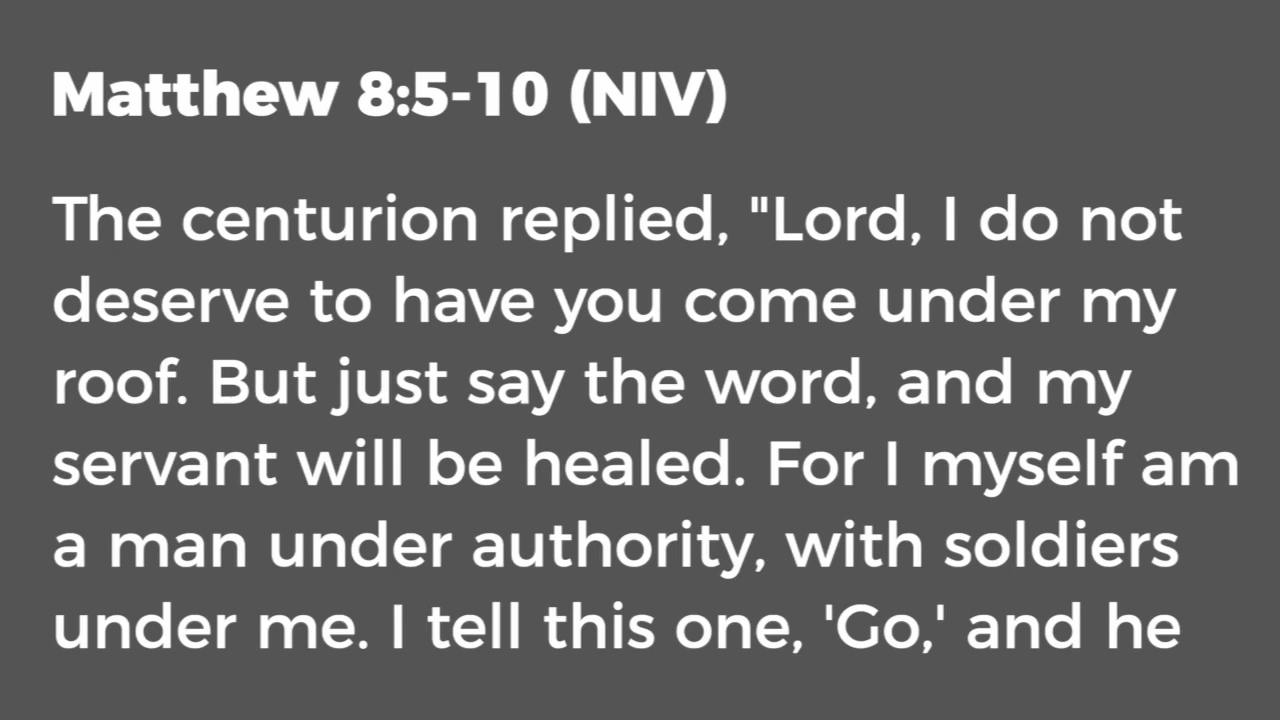 Matthew 8:5-10 (NIV)
The centurion replied, "Lord, I do not
deserve to have you come under my
roof. But just say the word, and my
servant will be healed. For I myself am
a man under authority, with soldiers
under me. I tell this one, 'Go,' and he